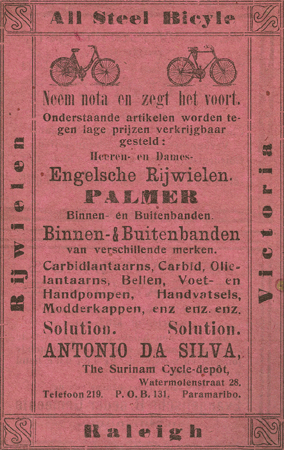 All Steel Bicyle
Neem nota en zegt het voort.
Onderstaande artikelen worden te-
gen lage prijzen verkrijgbaar
gesteld:
Heeren- en Dames-
Engelsche Rijwielen.
PALMER
Binnen- én Buitenbanden.
Binnen- & Buitenbanden
van verschillende merken.
Carbidlantaarns, Carbid, Olie-
lantaarns, Bellen, Voet- en
Handpompen, Handvatsels,
Modderkappen, enz. enz. enz.
Solution. Solution.
ANTONIO DA SILVA,
The Surinam Cycle-depôt,
Watermolenstraat 28.
Telefoon 219. P. O. B. 131, Paramaribo.
Rijwielen
Victoria
Raleigh